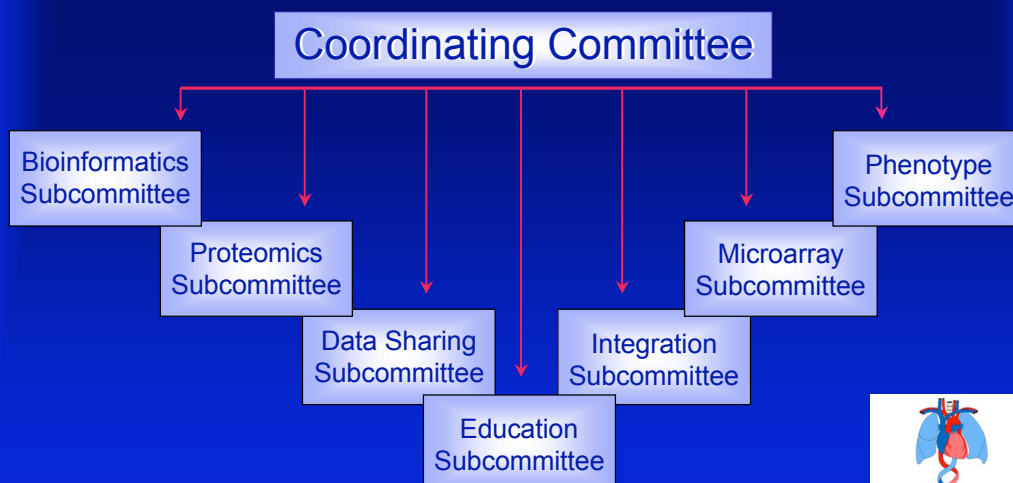 Coordinating Committee
Bioinformatics
Subcommittee
Phenotype
Subcommittee
Proteomics
Subcommittee
Microarray
Subcommittee
Data Sharing
Subcommittee
Integration
Subcommittee
Education
Subcommittee